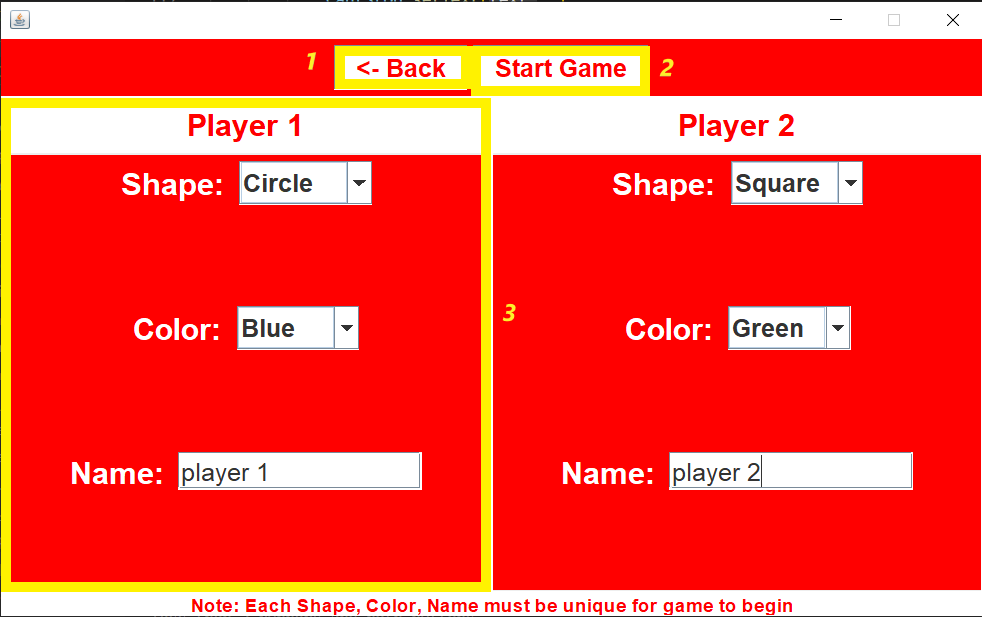 1 <- Back Start Game 2
Player 1 Player 2
Shape: Circle Shape: Square
3
Color: Blue Color: Green
Name: player 1 Name: player 2
Note: Each Shape, Color, Name must be unique for game to begin